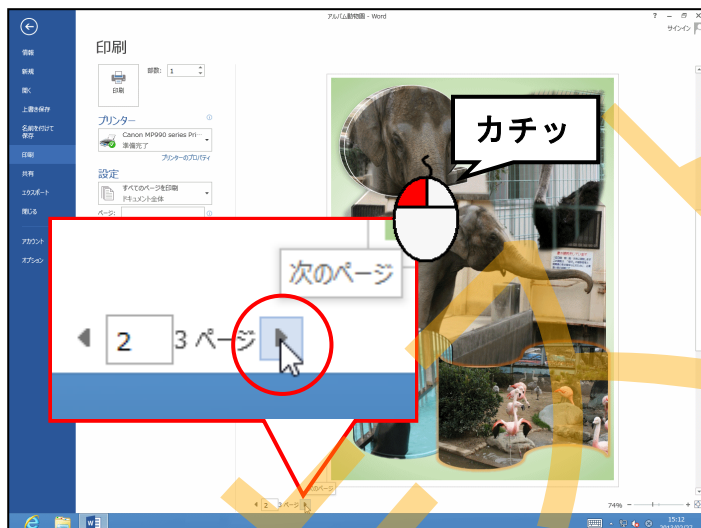 アルバム動物園 - Word
サインイン
情報
新規
開く
上書き保存
名前を付けて
保存
印刷
共有
エクスポート
閉じる
アカウント
オプション
印刷
部数: 1
印刷
プリンター
Canon MP990 series Pri...
準備完了
プリンターのプロパティ
設定
すべてのページを印刷
ドキュメント全体
ページ:
カチッ
次のページ
2 3 ページ
2 3 ページ
74%
15:12